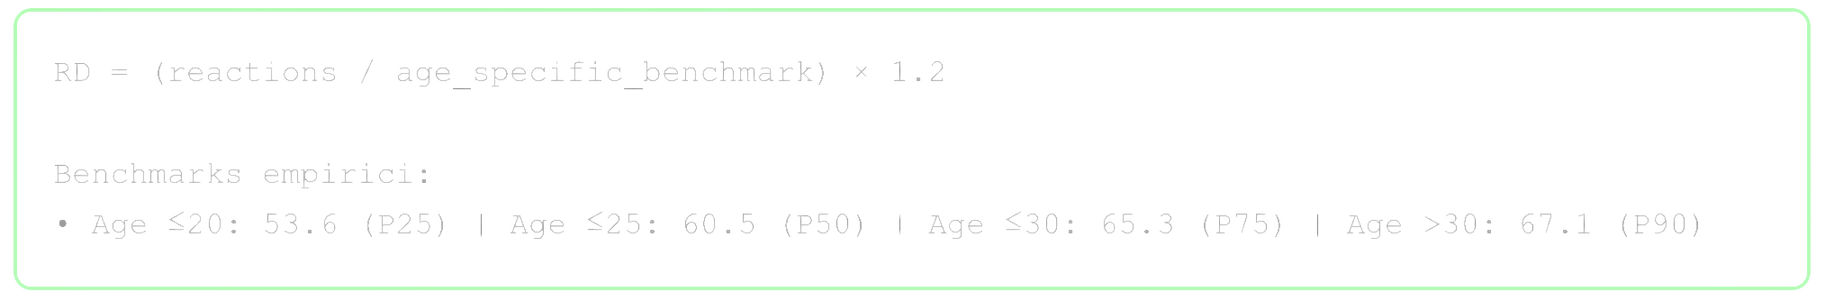 RD = (reactions / age_specific_benchmark) × 1.2
Benchmarks empirici:
• Age ≤20: 53.6 (P25) | Age ≤25: 60.5 (P50) | Age ≤30: 65.3 (P75) | Age >30: 67.1 (P90)